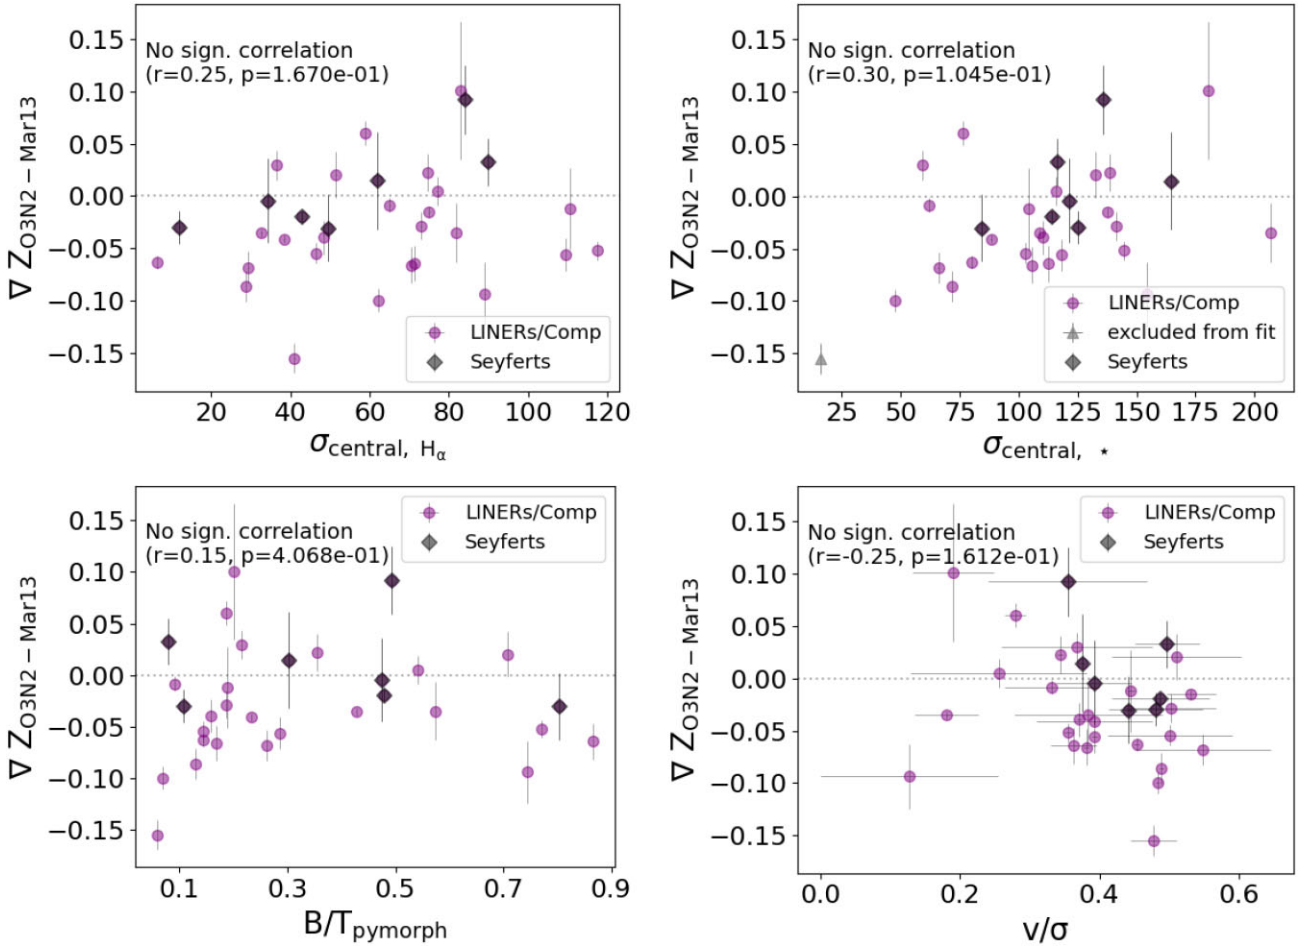 No sign. correlation
(r=0.25, p=1.670e-01)
0.15
0.10
0.05
0.00
−0.05
−0.10
−0.15
∇ Z_O3N2 − Mar13
LINERs/Comp
Seyferts
20 40 60 80 100 120
σ_central, H_α
No sign. correlation
(r=0.30, p=1.045e-01)
0.15
0.10
0.05
0.00
−0.05
−0.10
−0.15
∇ Z_O3N2 − Mar13
LINERs/Comp
excluded from fit
Seyferts
25 50 75 100 125 150 175 200
σ_central, ⋆
LINERs/Comp
Seyferts
No sign. correlation
(r=0.15, p=4.068e-01)
0.15
0.10
0.05
0.00
−0.05
−0.10
−0.15
∇ Z_O3N2 − Mar13
0.1 0.3 0.5 0.7 0.9
B/T_pymorph
LINERs/Comp
Seyferts
No sign. correlation
(r=-0.25, p=1.612e-01)
0.15
0.10
0.05
0.00
−0.05
−0.10
−0.15
∇ Z_O3N2 − Mar13
0.0 0.2 0.4 0.6
v/σ